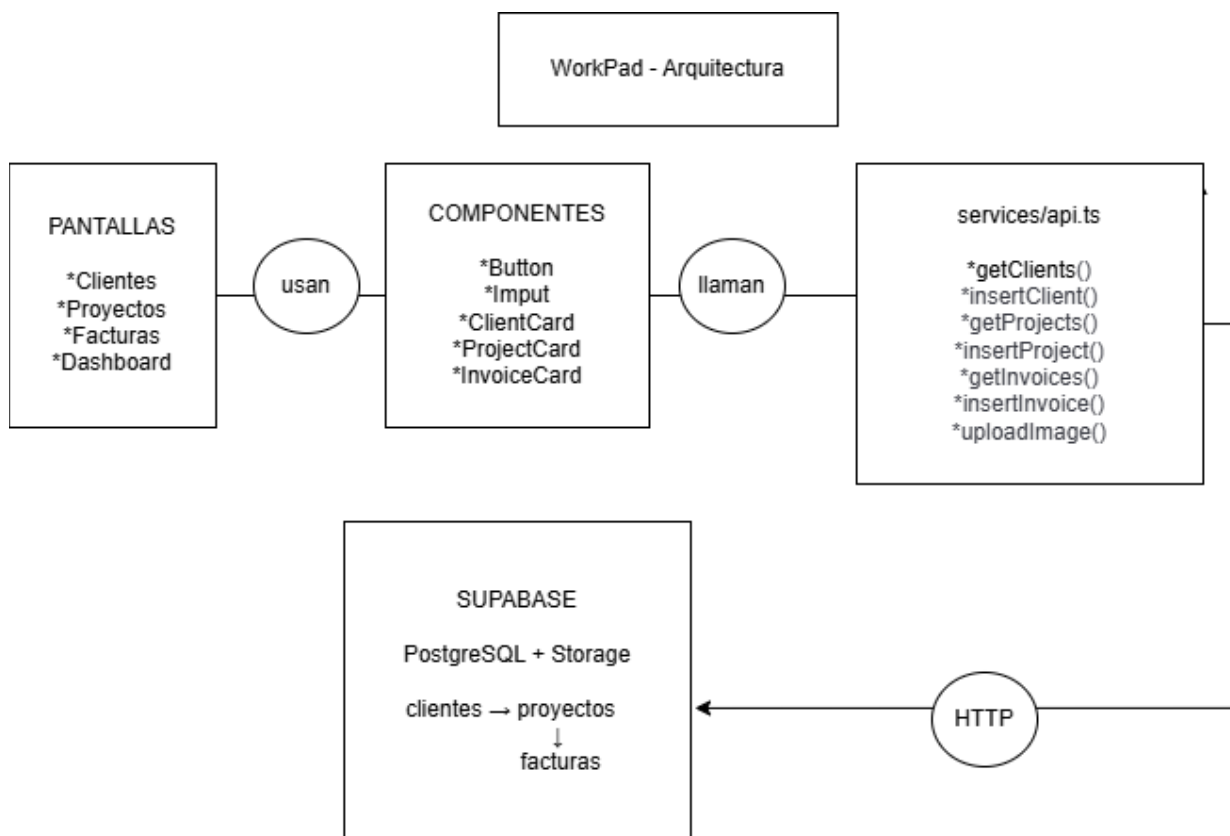 WorkPad - Arquitectura
PANTALLAS
*Clientes
*Proyectos
*Facturas
*Dashboard
usan
COMPONENTES
*Button
*Imput
*ClientCard
*ProjectCard
*InvoiceCard
llaman
services/api.ts
*getClients()
*insertClient()
*getProjects()
*insertProject()
*getInvoices()
*insertInvoice()
*uploadImage()
SUPABASE
PostgreSQL + Storage
clientes → proyectos
↓
facturas
HTTP